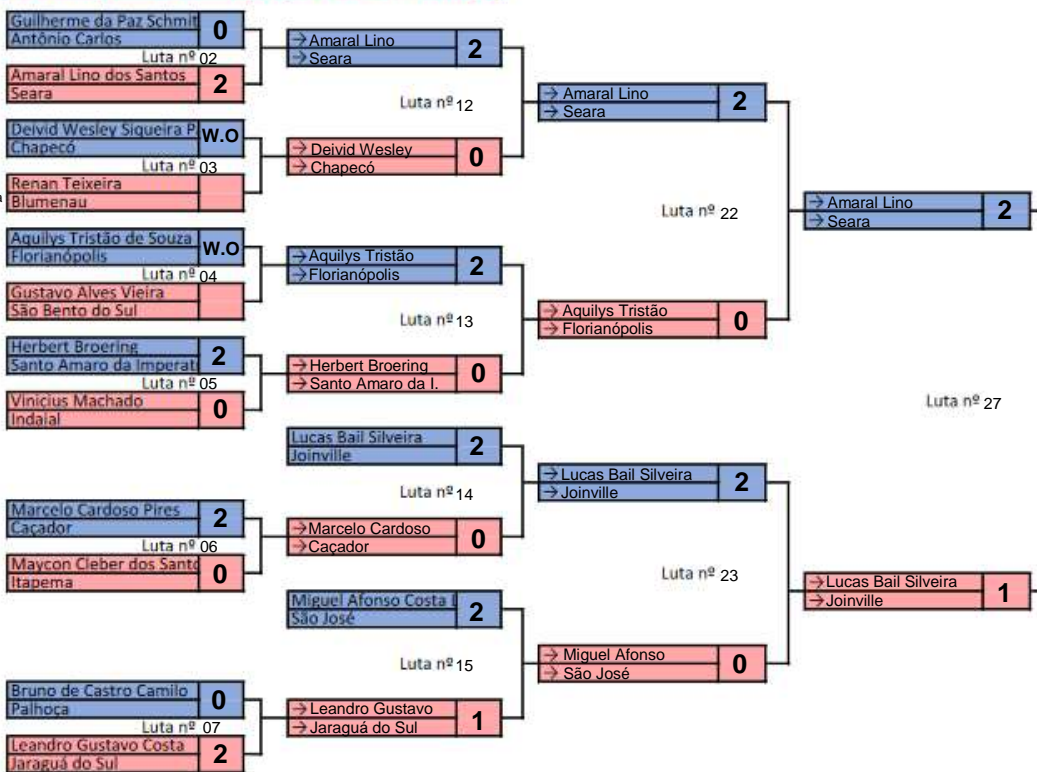 Guilherme da Paz Schmit 0
Antônio Carlos
Luta nº 02
Amaral Lino dos Santos 2
Seara
Deivid Wesley Siqueira P W.O
Chapecó
Luta nº 03
Renan Teixeira
Blumenau
Aquilys Tristão de Souza W.O
Florianópolis
Luta nº 04
Gustavo Alves Vieira
São Bento do Sul
Herbert Broering 2
Santo Amaro da Imperat
Luta nº 05
Vinicius Machado 0
Indaial
Marcelo Cardoso Pires 2
Caçador
Luta nº 06
Maycon Cleber dos Santo 0
Itapema
Bruno de Castro Camilo 0
Palhoça
Luta nº 07
Leandro Gustavo Costa 2
Jaraguá do Sul
→ Amaral Lino 2
→ Seara
Luta nº 12
→ Deivid Wesley 0
→ Chapecó
→ Aquilys Tristão 2
→ Florianópolis
Luta nº 13
→ Herbert Broering 0
→ Santo Amaro da I.
Lucas Bail Silveira 2
Joinville
Luta nº 14
→ Marcelo Cardoso 0
→ Caçador
Miguel Afonso Costa 2
São José
Luta nº 15
→ Leandro Gustavo 1
→ Jaraguá do Sul
→ Amaral Lino 2
→ Seara
Luta nº 22
→ Aquilys Tristão 0
→ Florianópolis
→ Lucas Bail Silveira 2
→ Joinville
Luta nº 23
→ Miguel Afonso 0
→ São José
→ Amaral Lino 2
→ Seara
Luta nº 27
→ Lucas Bail Silveira 1
→ Joinville